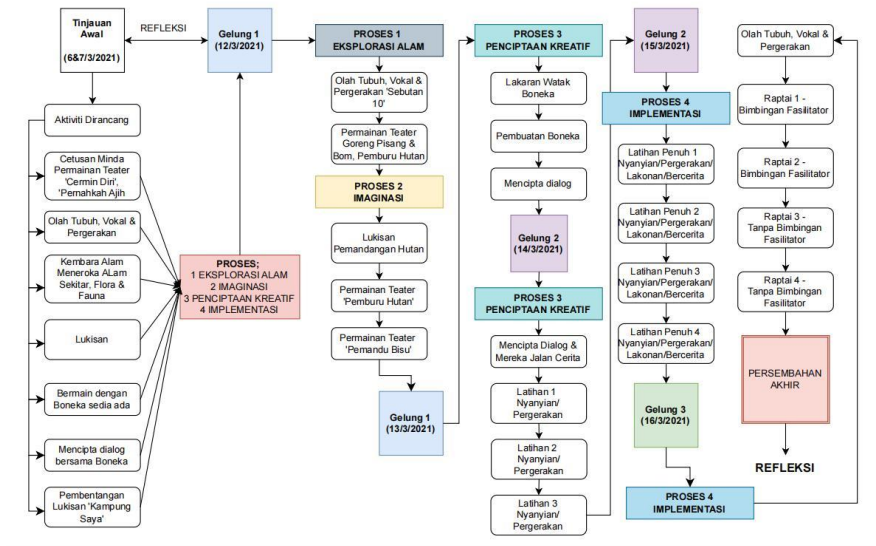 Tinjauan
Awal
(6&7/3/2021)
REFLEKSI
Aktiviti Dirancang
Cetusan Minda
Permainan Teater
'Cermin Diri',
'Pernahkah Ajih
Olah Tubuh, Vokal &
Pergerakan
Kembara Alam
Meneroka ALam
Sekitar, Flora &
Fauna
Lukisan
Bermain dengan
Boneka sedia ada
Mencipta dialog
bersama Boneka
Pembentangan
Lukisan 'Kampung
Saya'
PROSES;
1 EKSPLORASI ALAM
2 IMAGINASI
3 PENCIPTAAN KREATIF
4 IMPLEMENTASI
Gelung 1
(12/3/2021)
PROSES 1
EKSPLORASI ALAM
Olah Tubuh, Vokal &
Pergerakan 'Sebutan
10'
Permainan Teater
Goreng Pisang &
Bom, Pemburu Hutan
PROSES 2
IMAGINASI
Lukisan
Pemandangan Hutan
Permainan Teater
'Pemburu Hutan'
Permainan Teater
'Pemandu Bisu'
Gelung 1
(13/3/2021)
PROSES 3
PENCIPTAAN KREATIF
Lakaran Watak
Boneka
Pembuatan Boneka
Mencipta dialog
Gelung 2
(14/3/2021)
PROSES 3
PENCIPTAAN KREATIF
Mencipta Dialog &
Mereka Jalan Cerita
Latihan 1
Nyanyian/
Pergerakan
Latihan 2
Nyanyian/
Pergerakan
Latihan 3
Nyanyian/
Pergerakan
Gelung 2
(15/3/2021)
PROSES 4
IMPLEMENTASI
Latihan Penuh 1
Nyanyian/Pergerakan/
Lakonan/Bercerita
Latihan Penuh 2
Nyanyian/Pergerakan/
Lakonan/Bercerita
Latihan Penuh 3
Nyanyian/Pergerakan/
Lakonan/Bercerita
Latihan Penuh 4
Nyanyian/Pergerakan/
Lakonan/Bercerita
Gelung 3
(16/3/2021)
PROSES 4
IMPLEMENTASI
Olah Tubuh, Vokal &
Pergerakan
Raptai 1 -
Bimbingan Fasilitator
Raptai 2 -
Bimbingan Fasilitator
Raptai 3 -
Tanpa Bimbingan
Fasilitator
Raptai 4 -
Tanpa Bimbingan
Fasilitator
PERSEMBAHAN
AKHIR
REFLEKSI